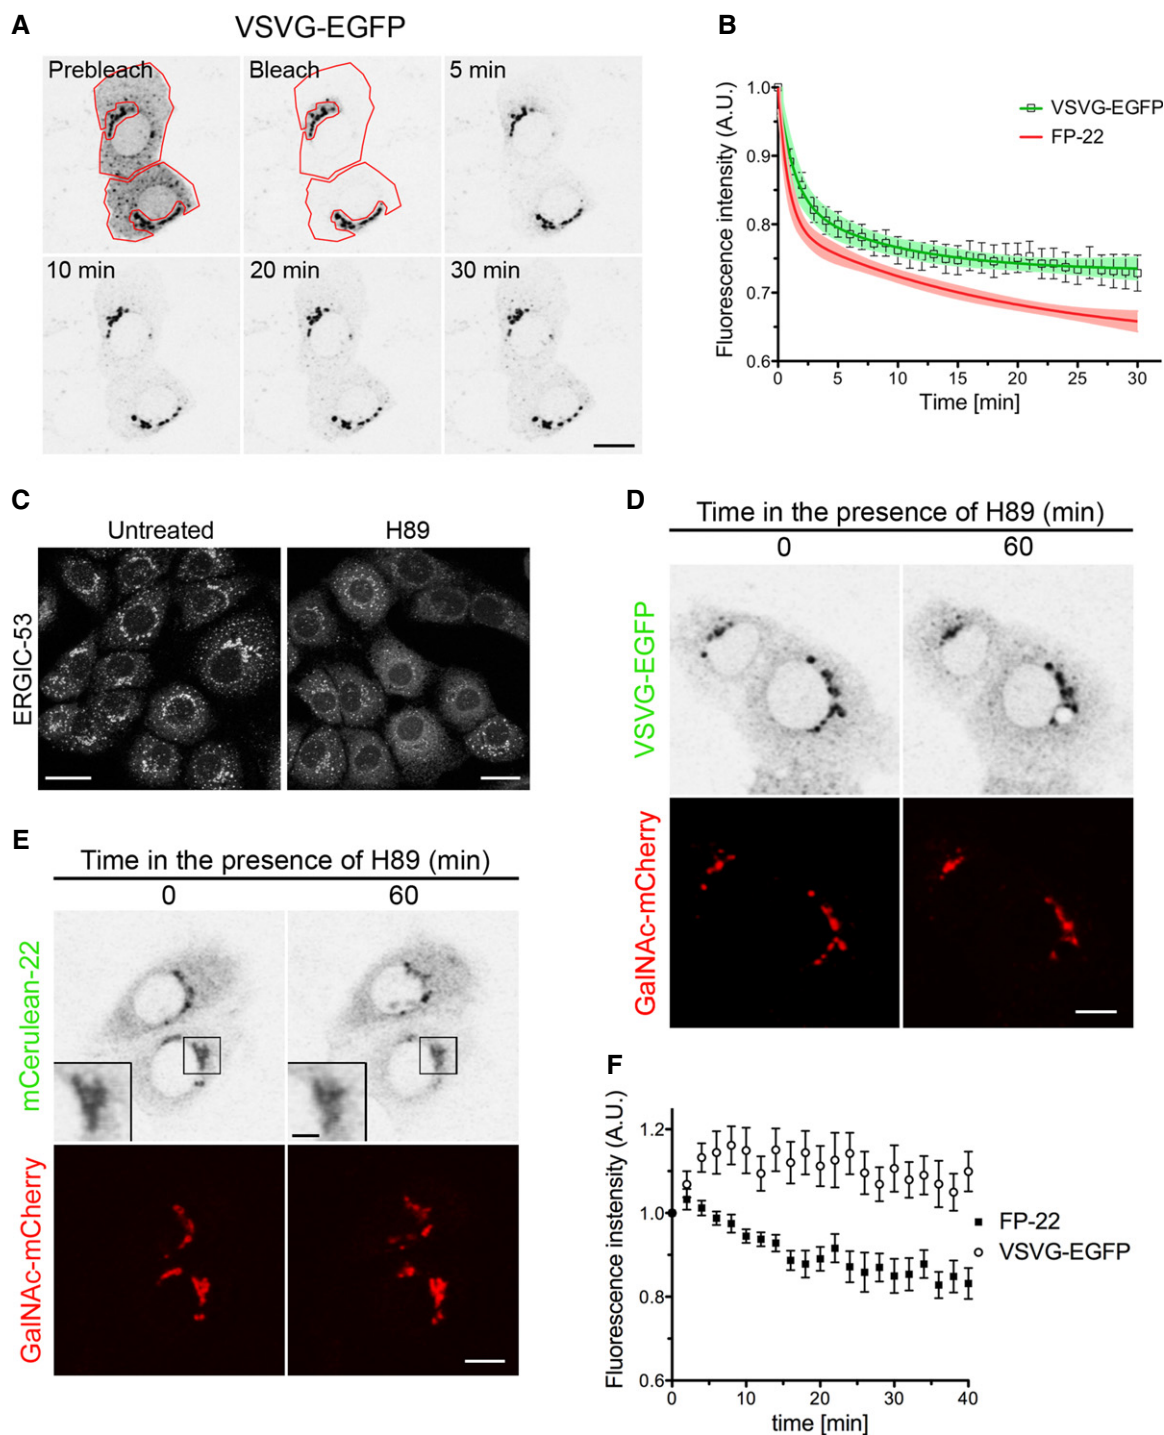 A
VSVG-EGFP
Prebleach
Bleach
5 min
10 min
20 min
30 min
B
Fluorescence intensity (A.U.)
1.0
0.9
0.8
0.7
0.6
0
5
10
15
20
25
30
Time [min]
VSVG-EGFP
FP-22
C
Untreated
H89
ERGIC-53
D
Time in the presence of H89 (min)
0
60
VSVG-EGFP
GalNAc-mCherry
E
Time in the presence of H89 (min)
0
60
mCerulean-22
GalNAc-mCherry
F
Fluorescence instensity (A.U.)
1.2
1.0
0.8
0.6
0
10
20
30
40
time [min]
FP-22
VSVG-EGFP